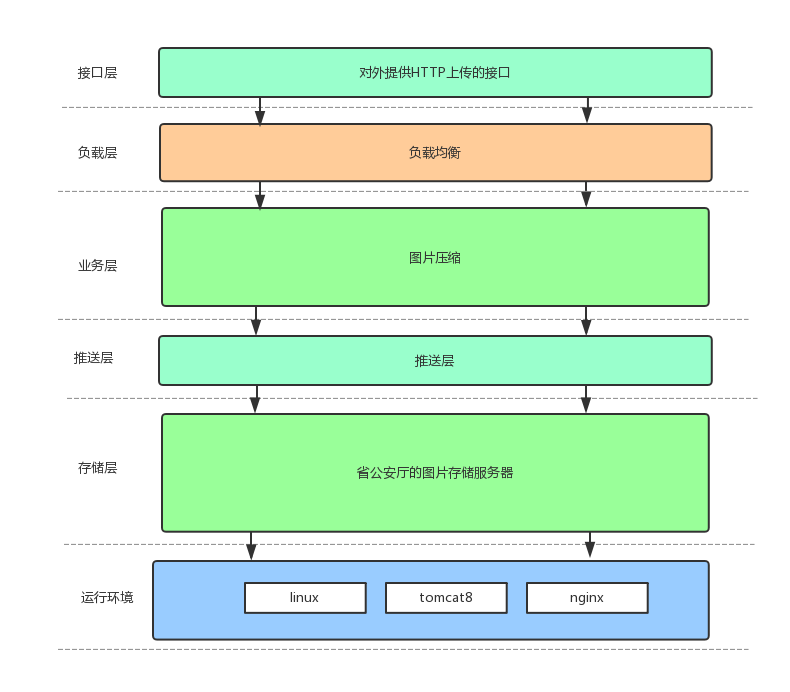 接口层
对外提供HTTP上传的接口
负载层
负载均衡
业务层
图片压缩
推送层
推送层
存储层
省公安厅的图片存储服务器
运行环境
linux
tomcat8
nginx